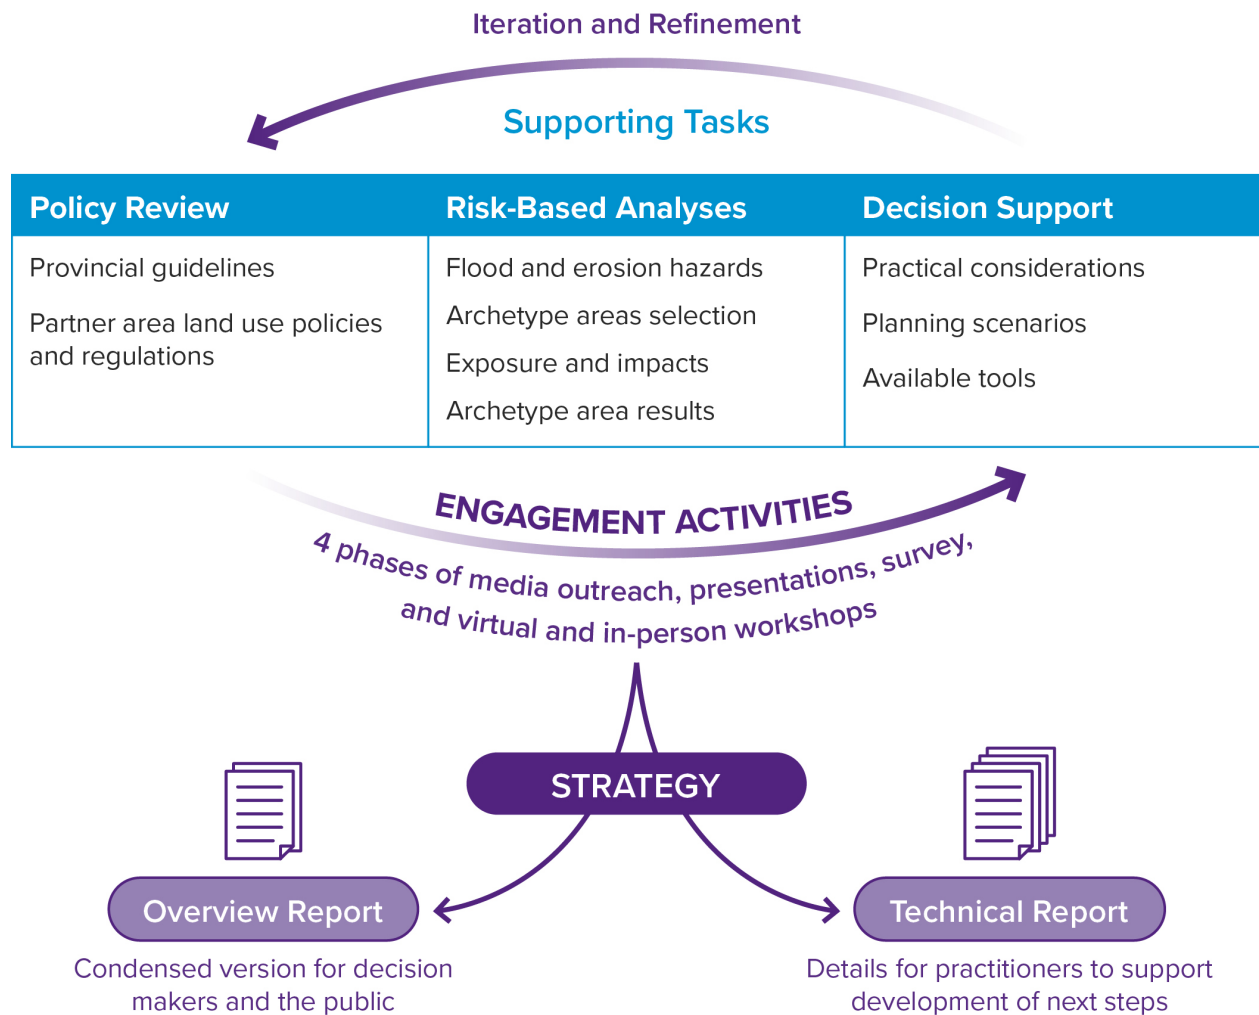 Iteration and Refinement
Supporting Tasks
Policy Review
Provincial guidelines
Partner area land use policies
and regulations
Risk-Based Analyses
Flood and erosion hazards
Archetype areas selection
Exposure and impacts
Archetype area results
Decision Support
Practical considerations
Planning scenarios
Available tools
ENGAGEMENT ACTIVITIES
4 phases of media outreach, presentations, survey,
and virtual and in-person workshops
STRATEGY
Overview Report
Condensed version for decision
makers and the public
Technical Report
Details for practitioners to support
development of next steps